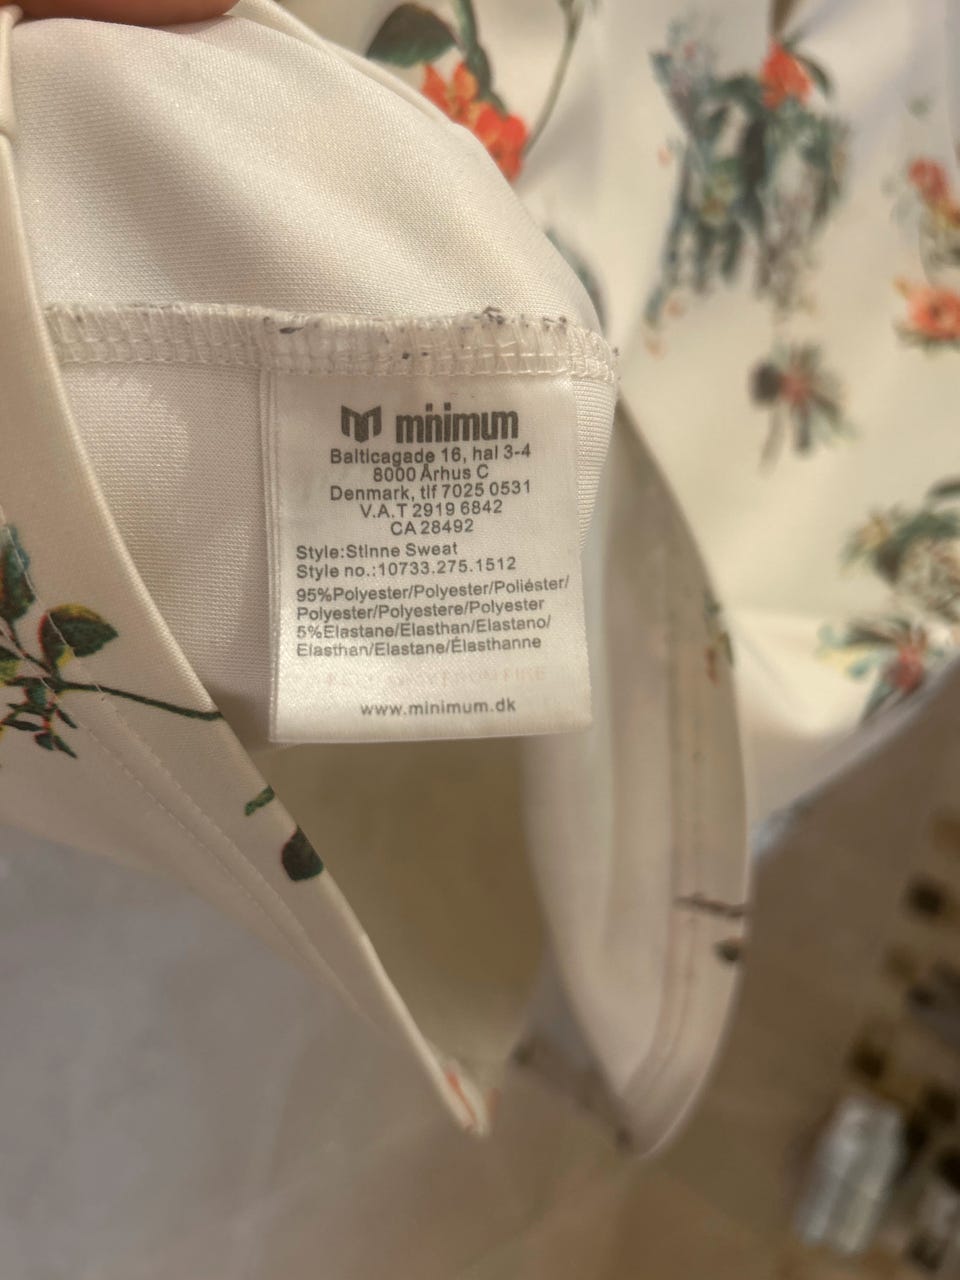 minimum
Balticagade 16, hal 3-4
8000 Århus C
Denmark, tlf 7025 0531
V.A.T 2919 6842
CA 28492
Style:Stinne Sweat
Style no.:10733.275.1512
95%Polyester/Polyester/Poliéster/
Polyester/Polyestere/Polyester
5%Elastane/Elasthan/Elastano/
Elasthan/Elastane/Élasthanne
www.minimum.dk